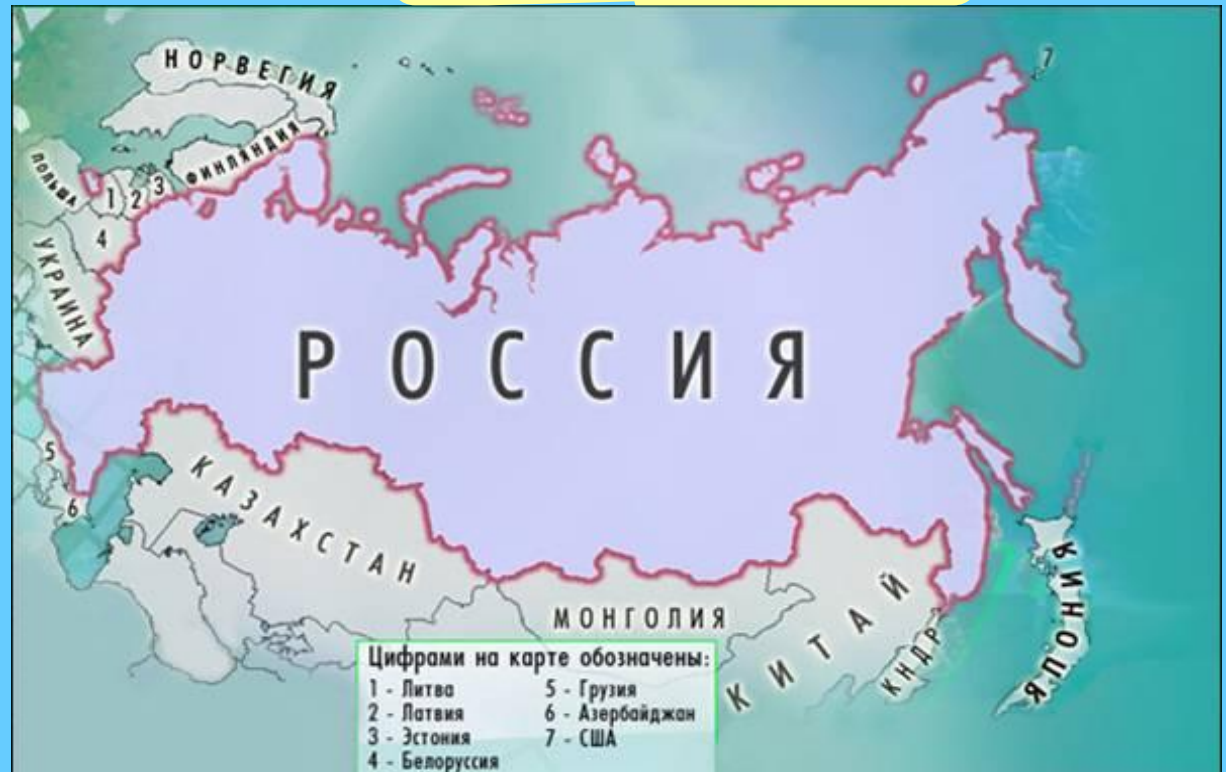 НОРВЕГИЯ
7
ФИНЛЯНДИЯ
ПОЛЬША
1 2 3
4
УКРАИНА
РОССИЯ
5
6
КАЗАХСТАН
МОНГОЛИЯ
КИТАЙ
КНДР
ЯПОНИЯ
Цифрами на карте обозначены:
1 - Литва
2 - Латвия
3 - Эстония
4 - Белоруссия
5 - Грузия
6 - Азербайджан
7 - США